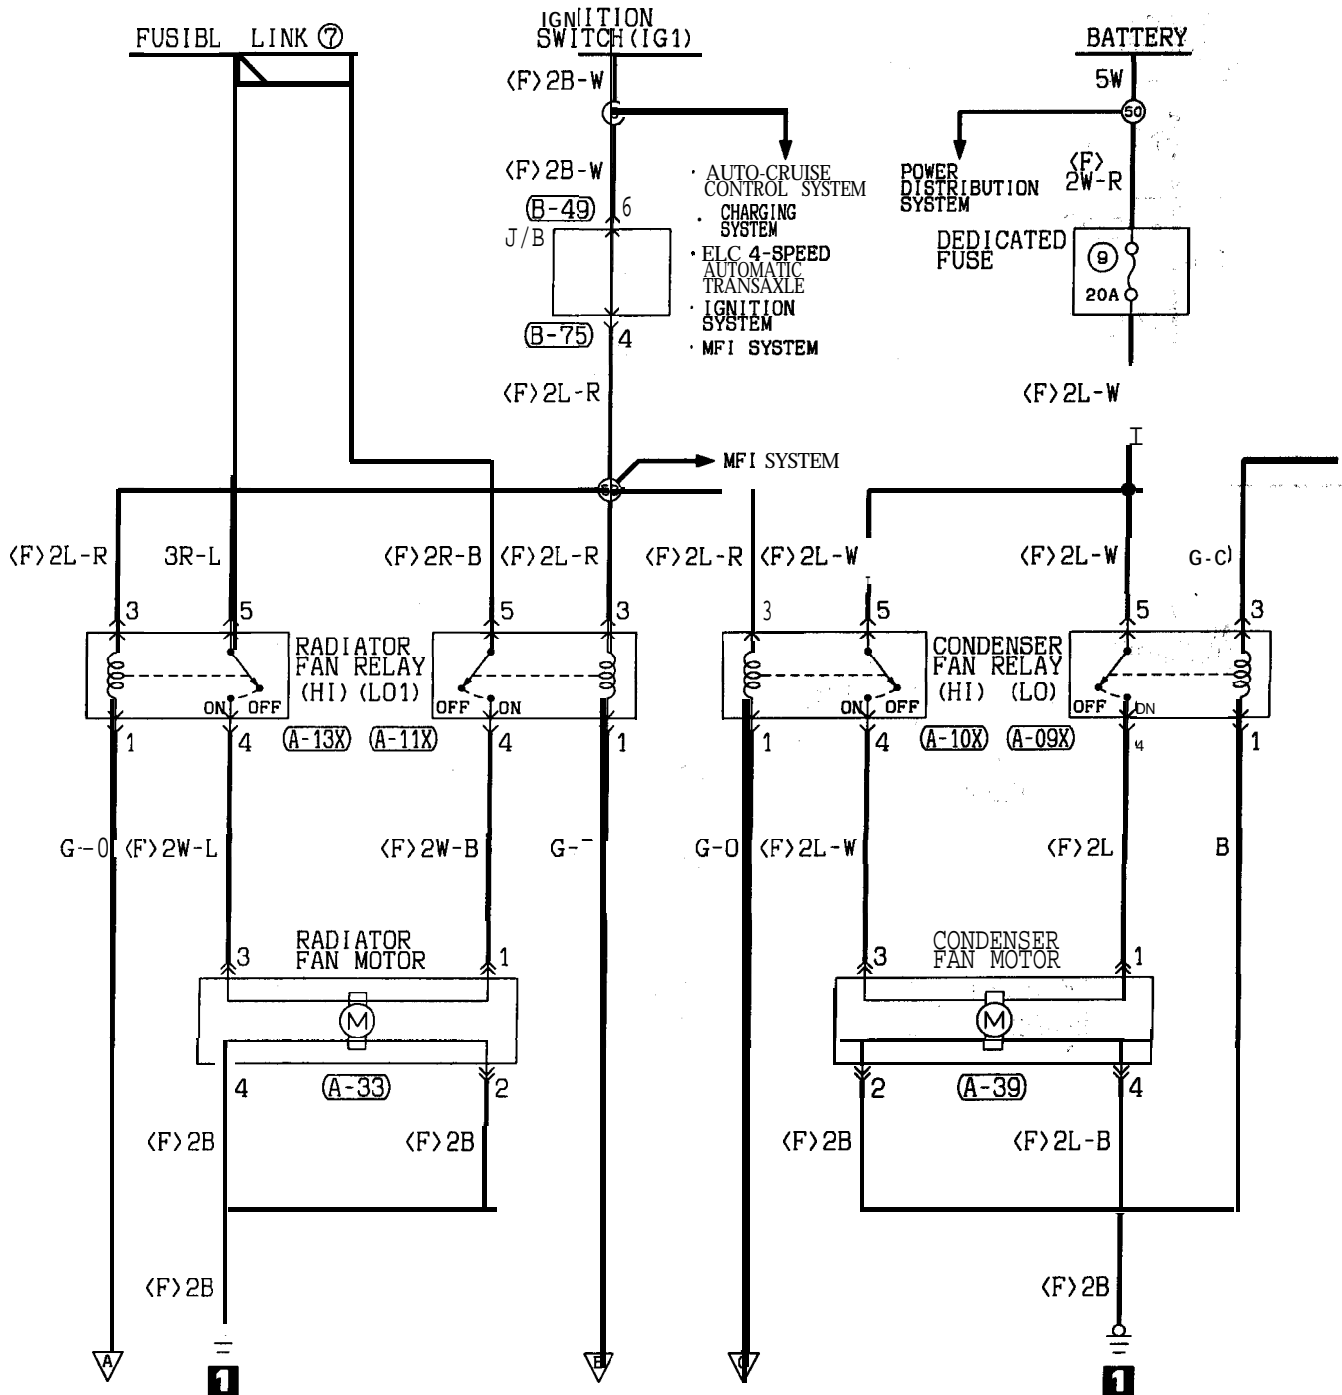 FUSIBL LINK ⑦
IGNITION
SWITCH(IG1)
BATTERY
<F>2B-W
5W
50
<F>2B-W
· AUTO-CRUISE
CONTROL SYSTEM
· CHARGING
SYSTEM
· ELC 4-SPEED
AUTOMATIC
TRANSAXLE
· IGNITION
SYSTEM
· MFI SYSTEM
POWER
DISTRIBUTION
SYSTEM
<F>
2W-R
B-49 6
J/B
DEDICATED
FUSE
9
20A
B-75 4
<F>2L-R
<F>2L-W
MFI SYSTEM
<F>2L-R 3R-L <F>2R-B <F>2L-R <F>2L-R <F>2L-W <F>2L-W
3 5 5 3 3 5 5 3
RADIATOR
FAN RELAY
(HI) (LO1)
CONDENSER
FAN RELAY
(HI) (LO)
ON OFF OFF ON ON OFF OFF ON
A-13X A-11X A-10X A-09X
1 4 4 1 1 4 4 1
G-O <F>2W-L <F>2W-B G- G-O <F>2L-W <F>2L B
RADIATOR
FAN MOTOR
CONDENSER
FAN MOTOR
3 1 3 1
M M
4 A-33 2 2 A-39 4
<F>2B <F>2B <F>2B <F>2L-B
<F>2B <F>2B
A B C
1 1